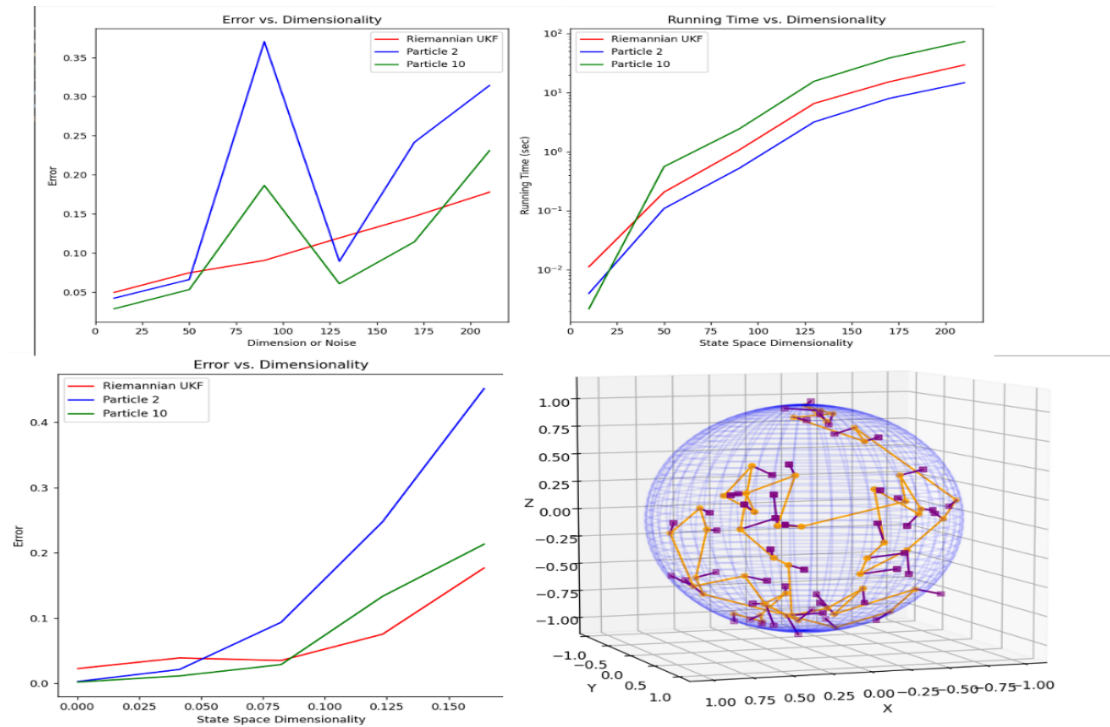 Error vs. Dimensionality
Riemannian UKF
Particle 2
Particle 10
0.35
0.30
0.25
0.20
0.15
0.10
0.05
Error
0 25 50 75 100 125 150 175 200
Dimension or Noise
Running Time vs. Dimensionality
Riemannian UKF
Particle 2
Particle 10
10²
10¹
10⁰
10⁻¹
10⁻²
Running Time (sec)
25 50 75 100 125 150 175 200
State Space Dimensionality
Error vs. Dimensionality
Riemannian UKF
Particle 2
Particle 10
0.4
0.3
0.2
0.1
0.0
Error
0.000 0.025 0.050 0.075 0.100 0.125 0.150
State Space Dimensionality
1.00
0.75
0.50
0.25
0.00
−0.25
−0.50
−0.75
−1.00
Z
−1.0
−0.5
0.0
0.5
1.0
Y
1.00 0.75 0.50 0.25 0.00 −0.25 −0.50 −0.75 −1.00
X